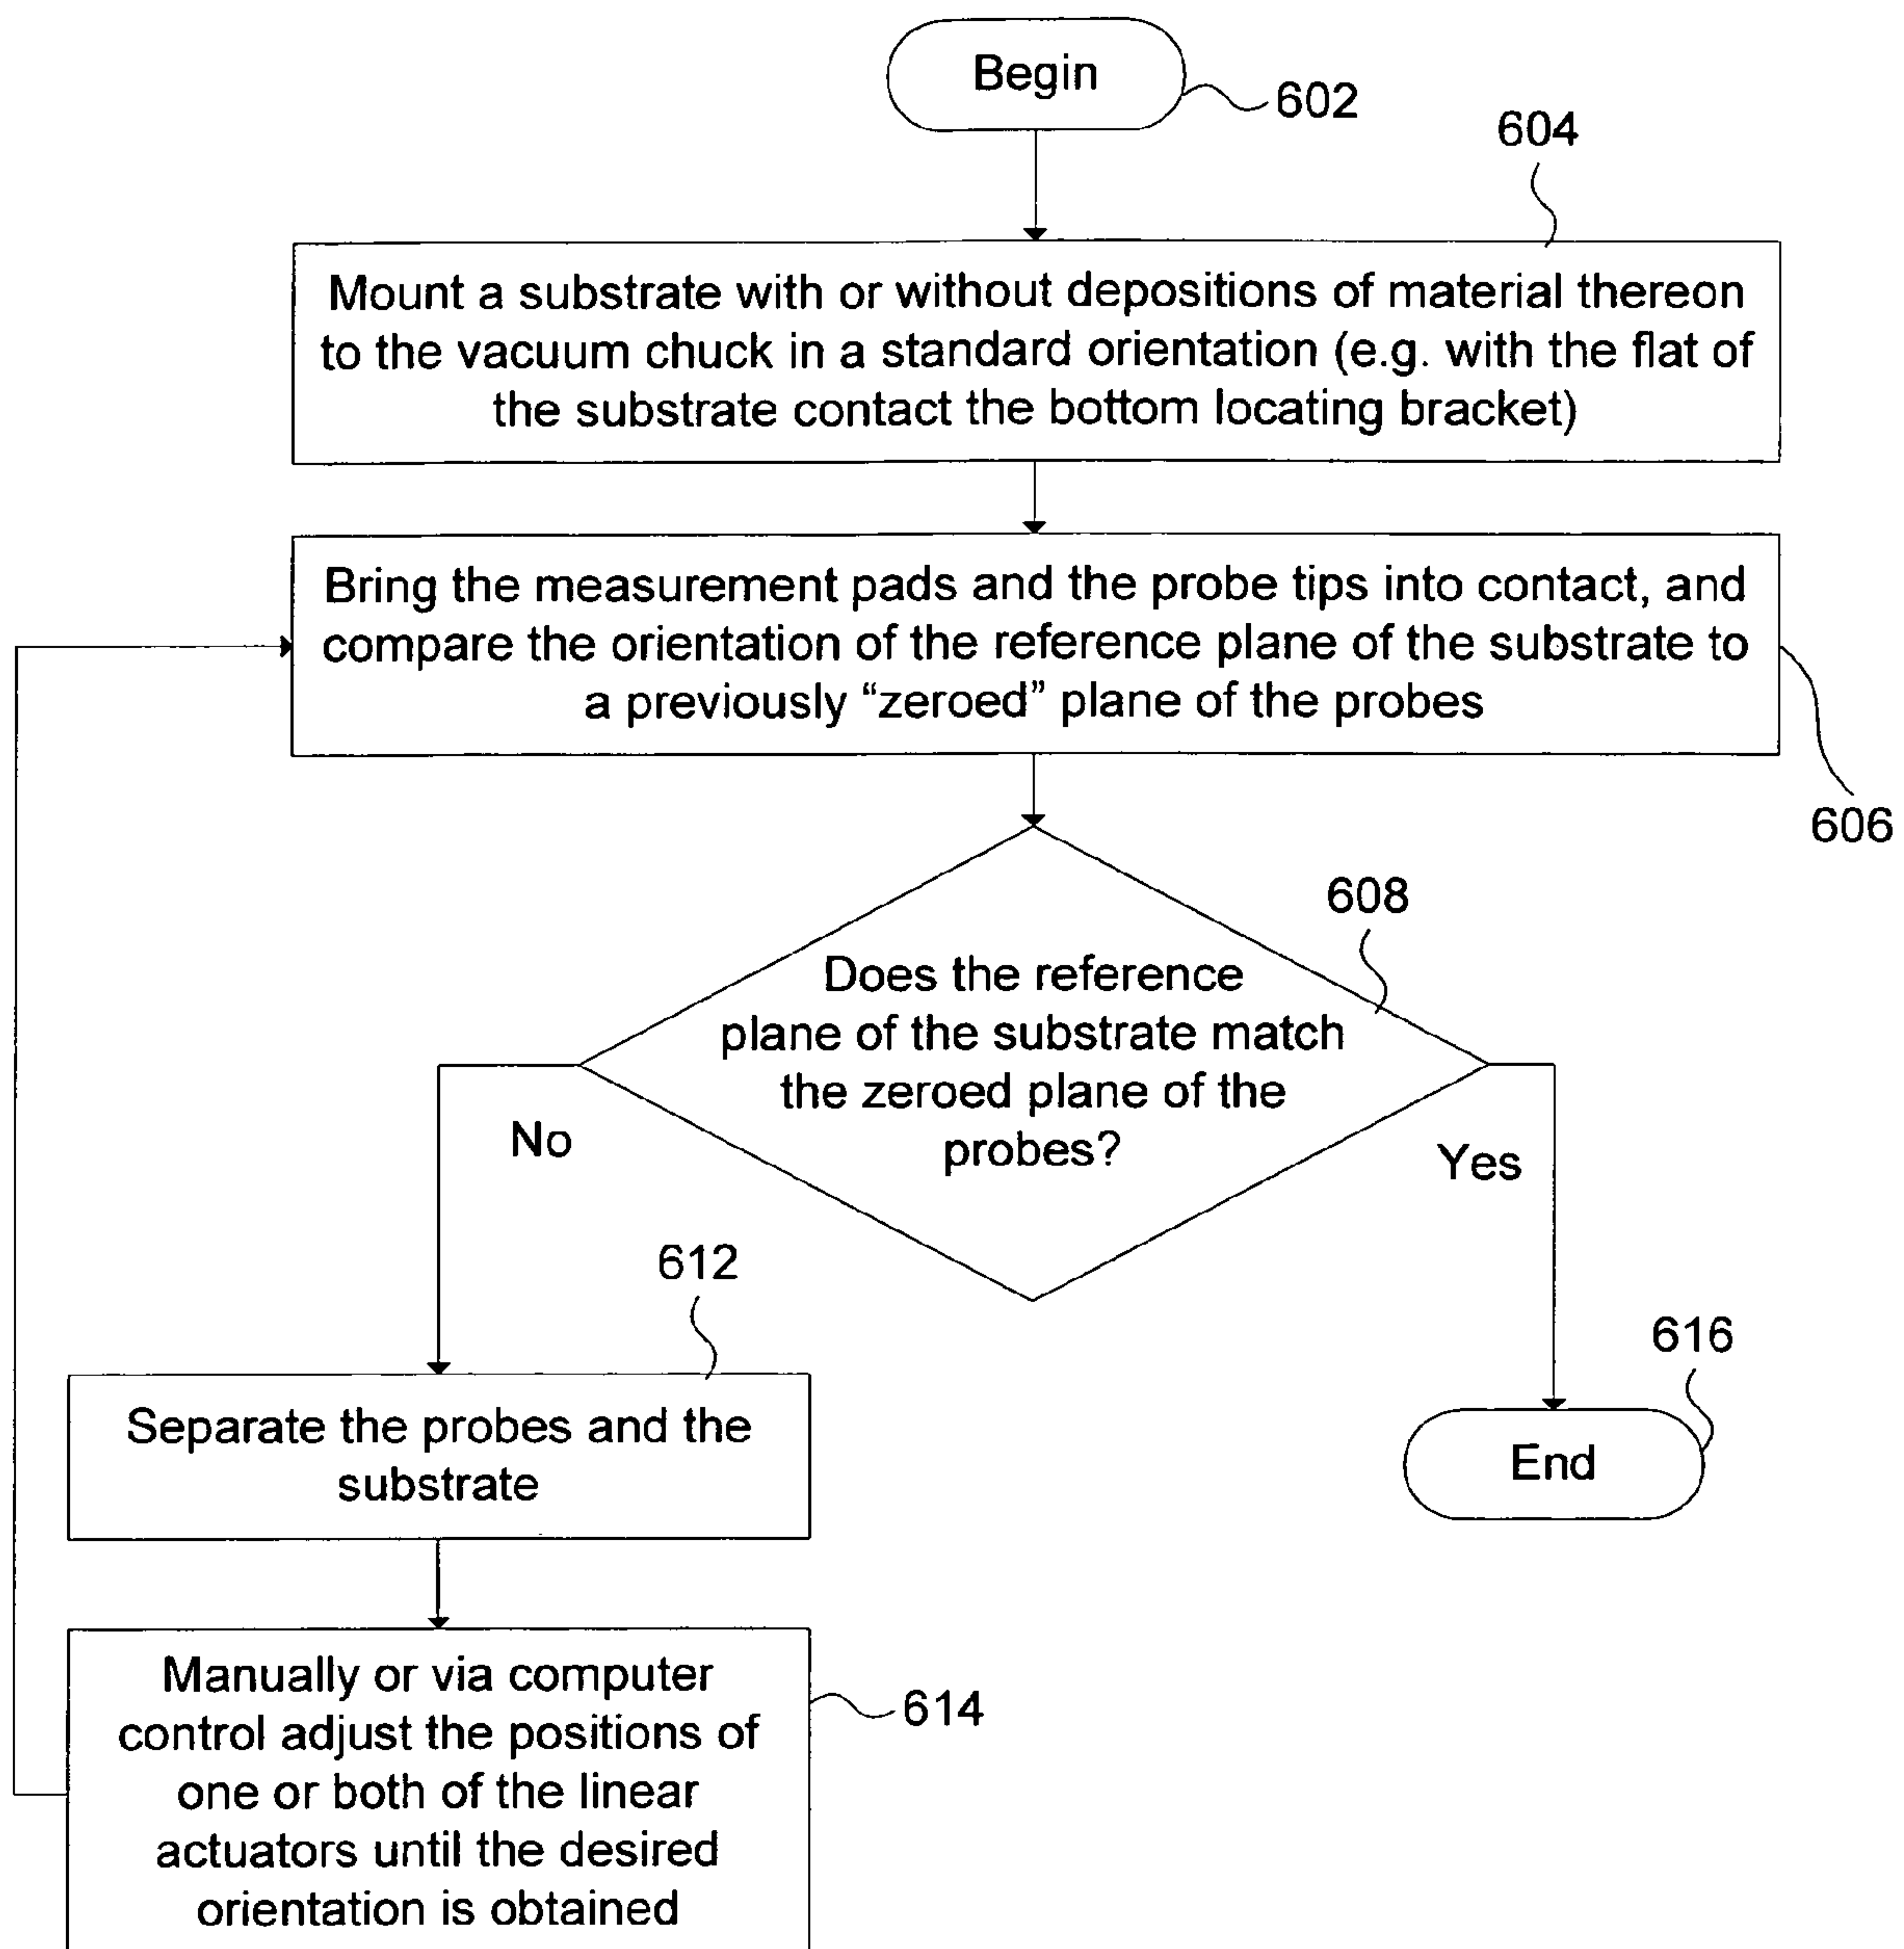 Begin
602
604
Mount a substrate with or without depositions of material thereon
to the vacuum chuck in a standard orientation (e.g. with the flat of
the substrate contact the bottom locating bracket)
Bring the measurement pads and the probe tips into contact, and
compare the orientation of the reference plane of the substrate to
a previously “zeroed” plane of the probes
606
608
Does the reference
plane of the substrate match
the zeroed plane of the
probes?
No
Yes
612
Separate the probes and the
substrate
616
End
Manually or via computer
control adjust the positions of
one or both of the linear
actuators until the desired
orientation is obtained
614